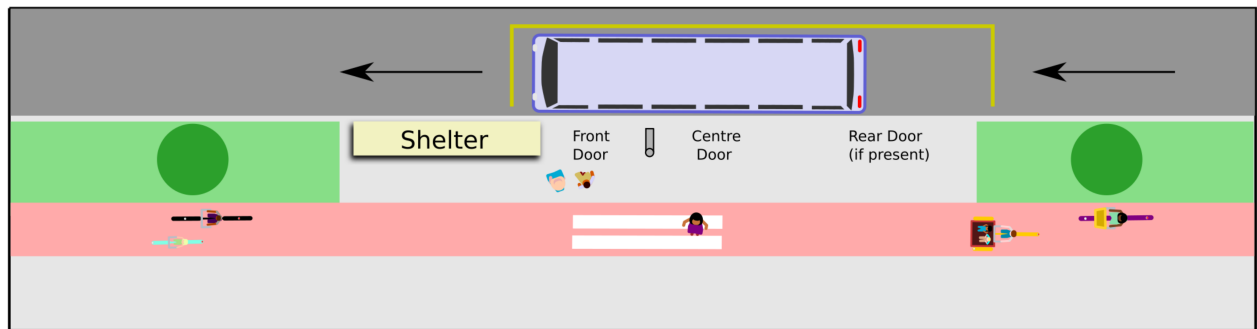 Shelter
Front
Door
Centre
Door
Rear Door
(if present)